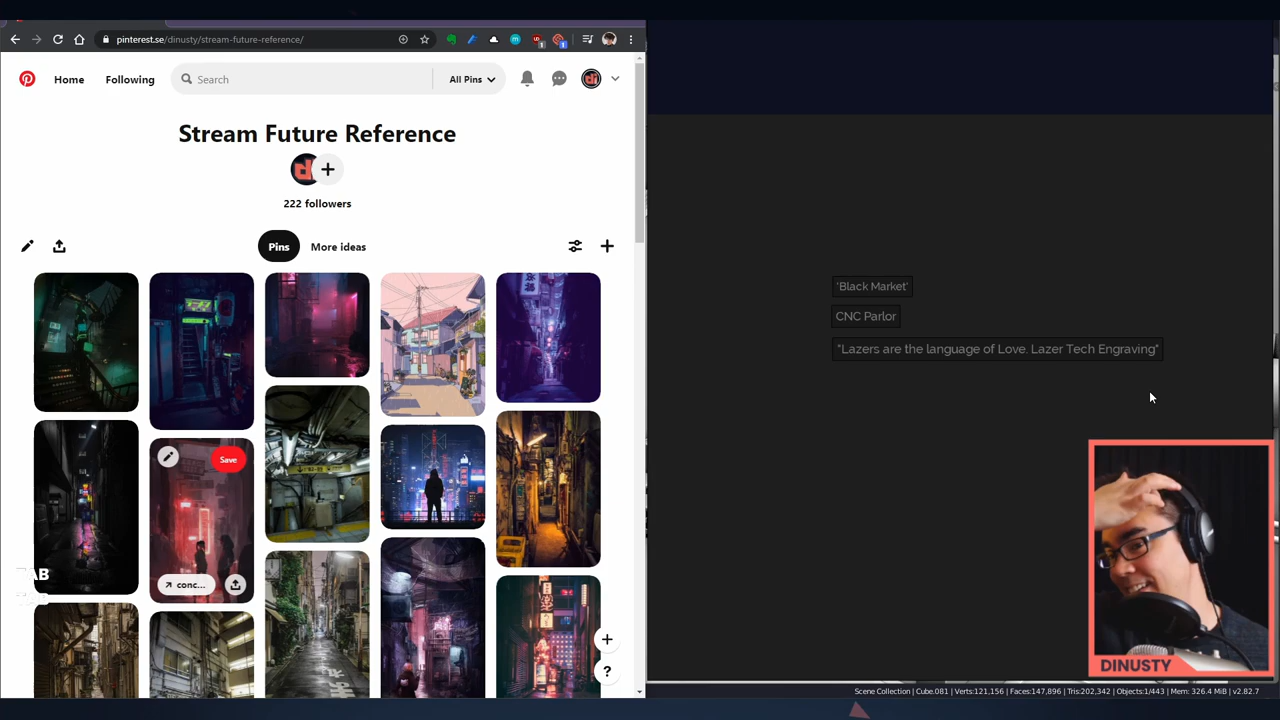 pinterest.se/dinusty/stream-future-reference/
Home
Following
Search
All Pins
Stream Future Reference
222 followers
Pins
More ideas
Save
conc...
TAB
TAB
'Black Market'
CNC Parlor
"Lazers are the language of Love. Lazer Tech Engraving"
DINUSTY
Scene Collection | Cube.081 | Verts:121,156 | Faces:147,896 | Tris:202,342 | Objects:1/443 | Mem: 326.4 MiB | v2.82.7